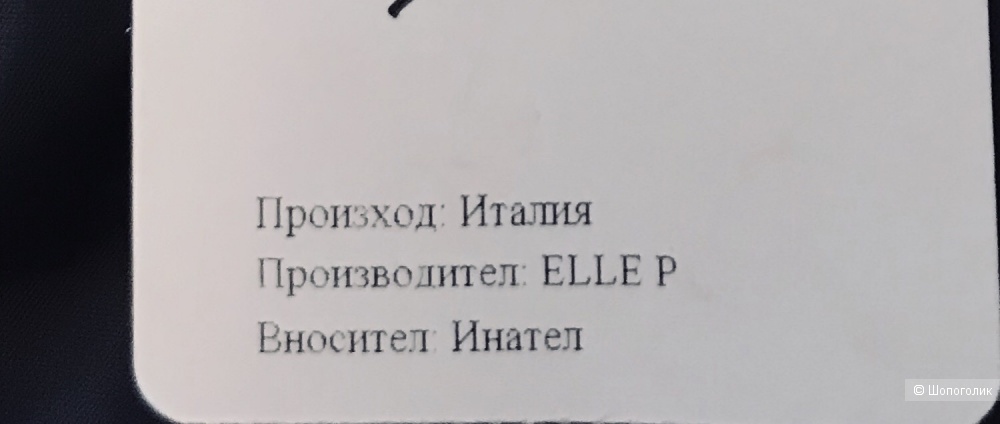 Произход: Италия
Производител: ELLE P
Вносител: Инател
© Шопоголик